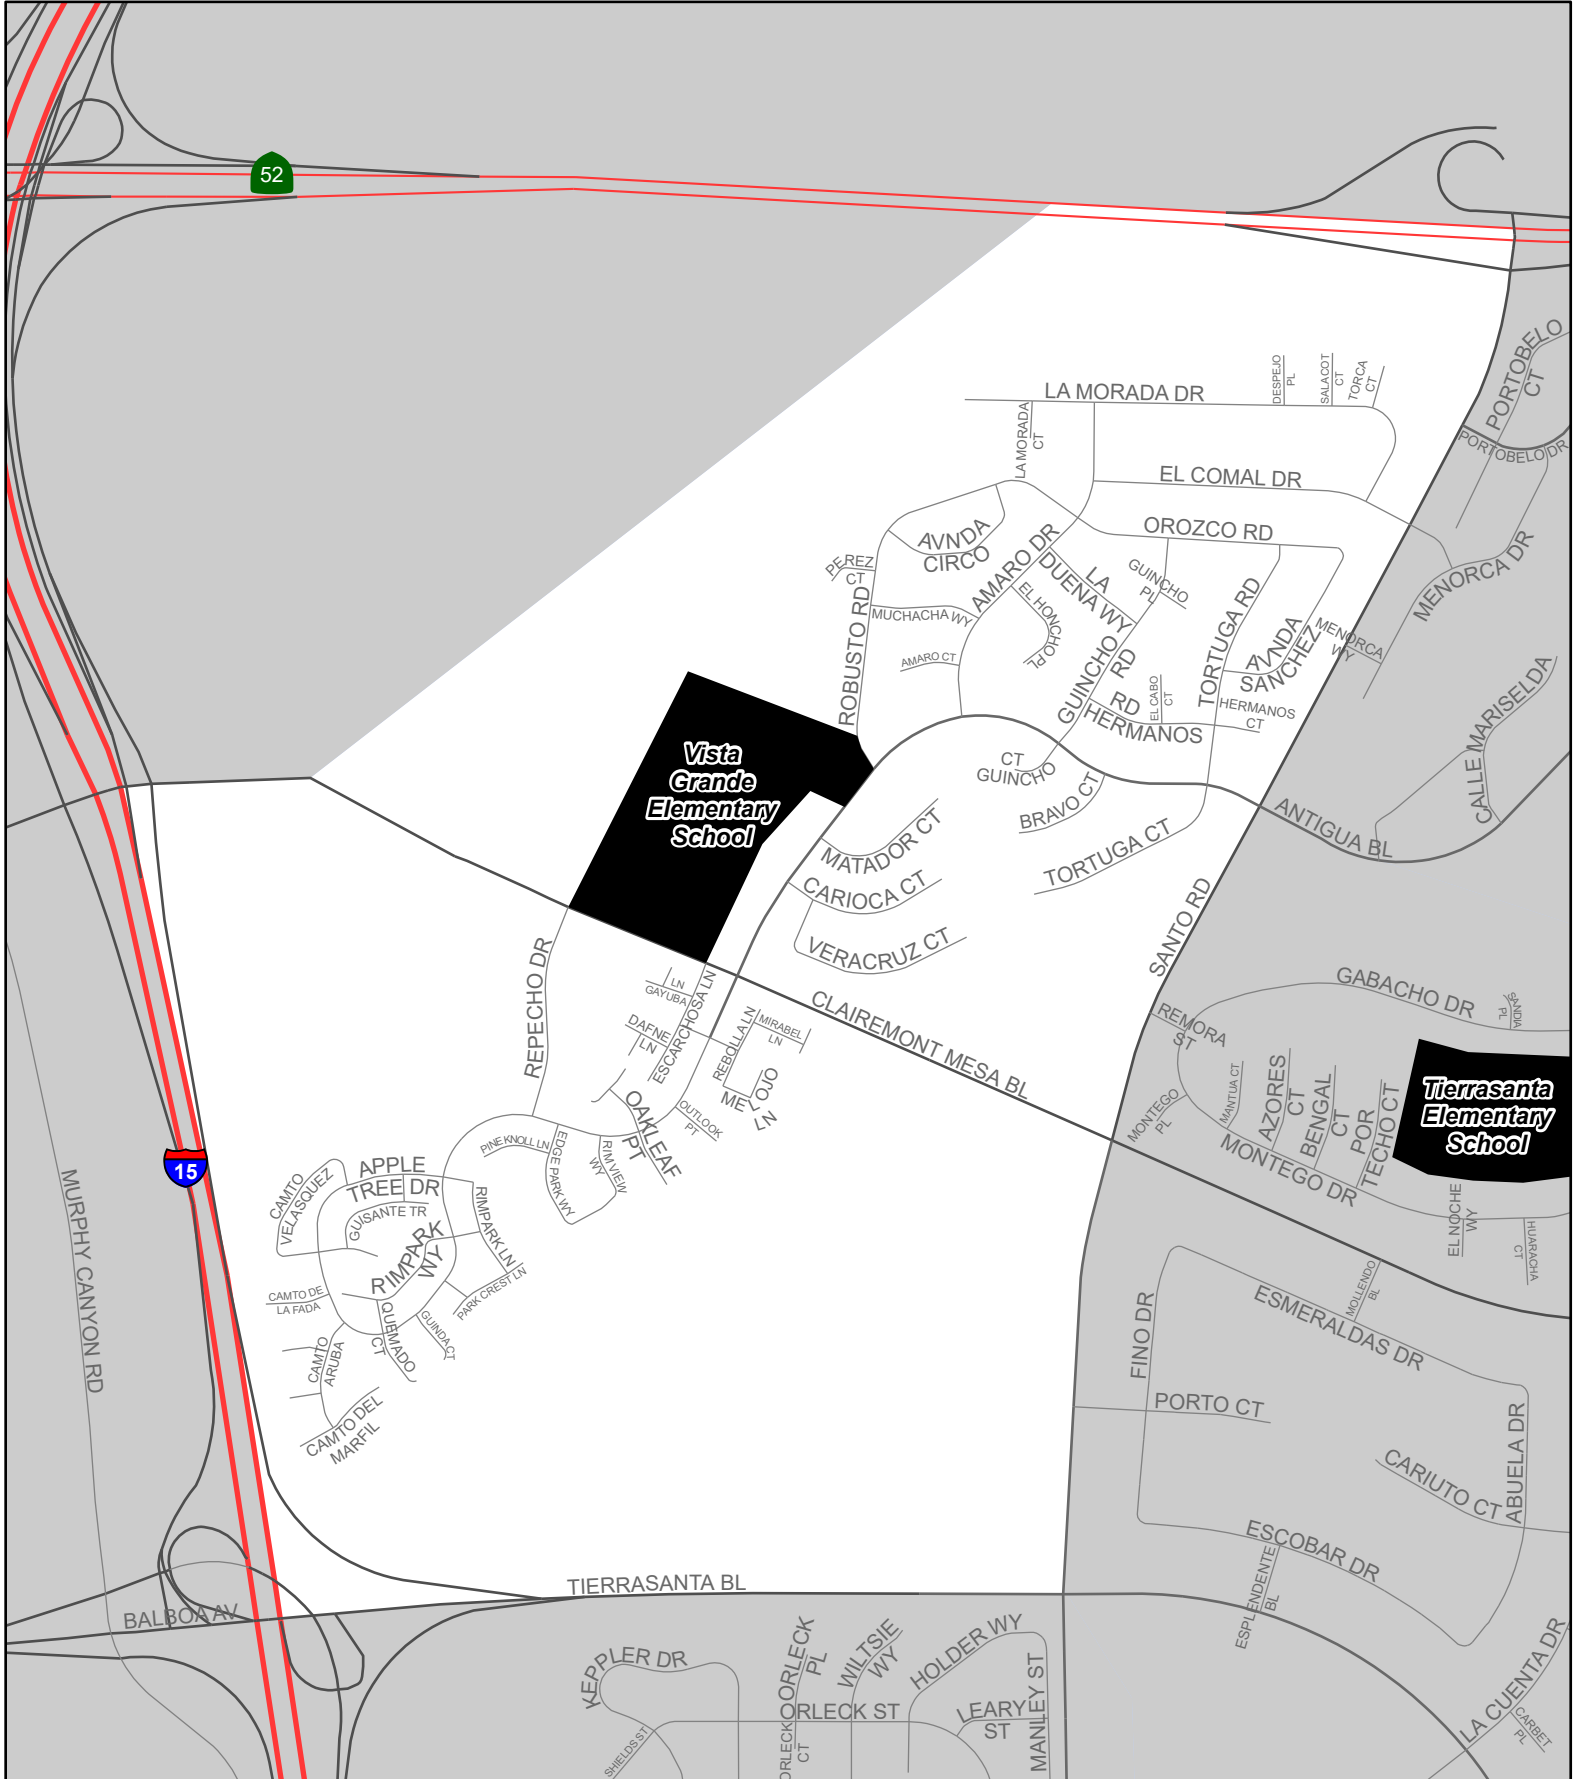 52
LA MORADA DR
DESPEJO
PL
SALACOT
CT
TORCA
CT
PORTOBELO
CT
LA MORADA
CT
PORTOBELO DR
EL COMAL DR
AVNDA
CIRCO
OROZCO RD
AMARO DR
PEREZ
CT
LA
DUENA WY
GUINCHO
PL
MENORCA DR
EL HONCHO
PL
MUCHACHA WY
ROBUSTO RD
TORTUGA RD
AVNDA
SANCHEZ
MENORCA
WY
AMARO CT
GUINCHO
RD
EL CABO
CT
RD
HERMANOS
HERMANOS
CT
CALLE MARISELDA
Vista
Grande
Elementary
School
CT
GUINCHO
BRAVO CT
ANTIGUA BL
MATADOR CT
TORTUGA CT
CARIOCA CT
SANTO RD
VERACRUZ CT
REPECHO DR
LN
GAYUBA
ESCARCHOSA LN
DAFNE
LN
CLAIREMONT MESA BL
REBOLLA LN
MIRABEL
LN
GABACHO DR
SANDIA
PL
REMORA
ST
MELOJO
LN
OAKLEAF
PT
OUTLOOK
PT
MANTUA CT
AZORES
CT
BENGAL
CT
POR
TECHO CT
Tierrasanta
Elementary
School
MONTEGO
PL
MONTEGO DR
PINE KNOLL LN
EDGE PARK WY
RIM VIEW
WY
15
CAMTO
VELASQUEZ
APPLE
TREE DR
GUISANTE TR
RIMPARK
WY
RIMPARK LN
PARK CREST LN
EL NOCHE
WY
HUARACHA
CT
MURPHY CANYON RD
CAMTO DE
LA FADA
QUEMADO
CT
GUINDA CT
MOLLENDO
BL
ESMERALDAS DR
FINO DR
CAMTO
ARUBA
CAMTO DEL
MARFIL
PORTO CT
ABUELA DR
CARIUTO CT
ESCOBAR DR
ESPLENDENTE
BL
TIERRASANTA BL
BALBOA AV
KEPPLER DR
ORLECK
PL
WILTSIE
WY
HOLDER WY
ORLECK ST
LEARY
ST
MANLEY ST
SHIELDS ST
ORLECK
CT
LA CUENTA DR
CARBET
PL